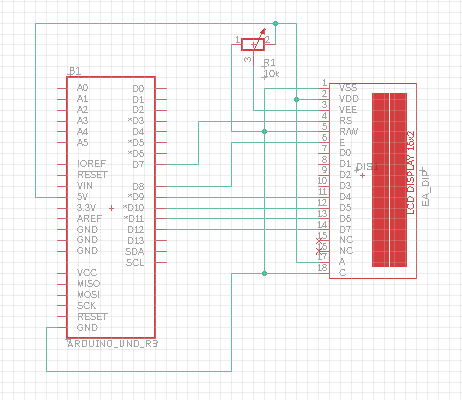 1 2
3
R1
10k
B1
A0
A1
A2
A3
A4
A5
IOREF
RESET
VIN
5V
3.3V
AREF
GND
GND
GND
VCC
MISO
MOSI
SCK
RESET
GND
D0
D1
D2
*D3
D4
*D5
*D6
D7
D8
*D9
*D10
*D11
D12
D13
SDA
SCL
ARDUINO_UNO_R3
1 VSS
2 VDD
3 VEE
4 RS
5 R/W
6 E
7 D0
8 D1
9 D2
10 D3
11 D4
12 D5
13 D6
14 D7
15 NC
16 NC
17 A
18 C
DIS1
LCD DISPLAY 16x2
EA_DIP